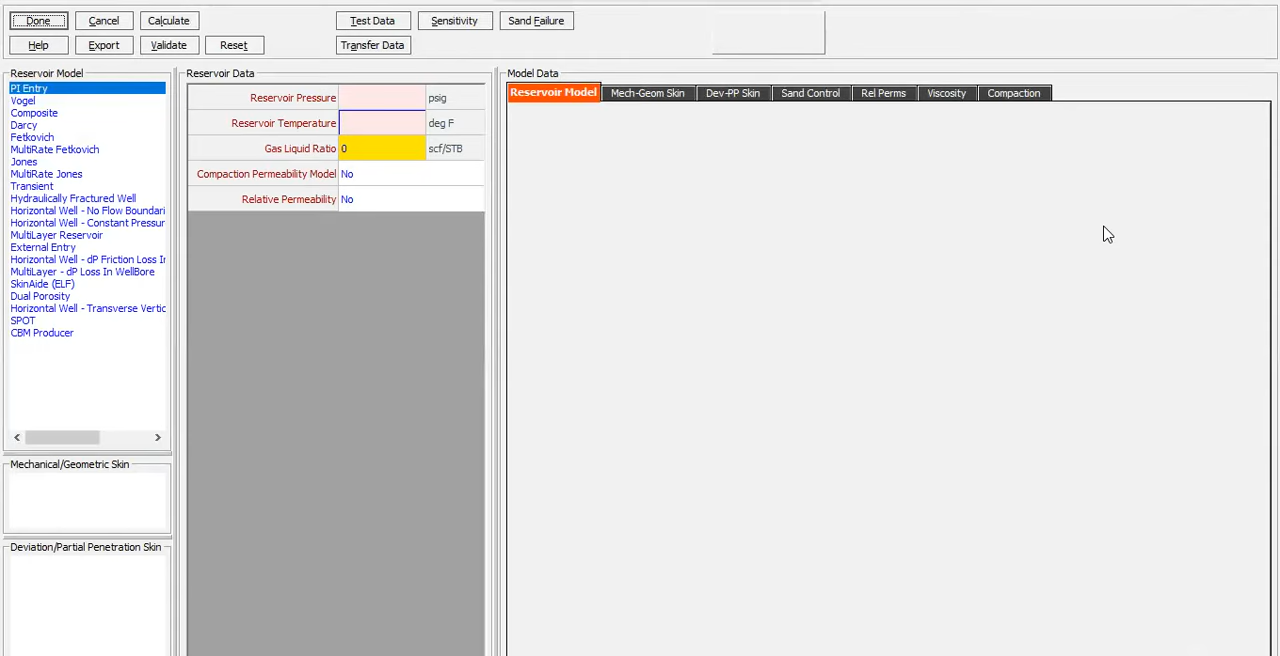 Done Cancel Calculate Test Data Sensitivity Sand Failure
Help Export Validate Reset Transfer Data
Reservoir Model
PI Entry
Vogel
Composite
Darcy
Fetkovich
MultiRate Fetkovich
Jones
MultiRate Jones
Transient
Hydraulically Fractured Well
Horizontal Well - No Flow Boundari
Horizontal Well - Constant Pressur
MultiLayer Reservoir
External Entry
Horizontal Well - dP Friction Loss In
MultiLayer - dP Loss In WellBore
SkinAide (ELF)
Dual Porosity
Horizontal Well - Transverse Vertic
SPOT
CBM Producer
Mechanical/Geometric Skin
Deviation/Partial Penetration Skin
Reservoir Data
Reservoir Pressure psig
Reservoir Temperature deg F
Gas Liquid Ratio 0 scf/STB
Compaction Permeability Model No
Relative Permeability No
Model Data
Reservoir Model Mech-Geom Skin Dev-PP Skin Sand Control Rel Perms Viscosity Compaction